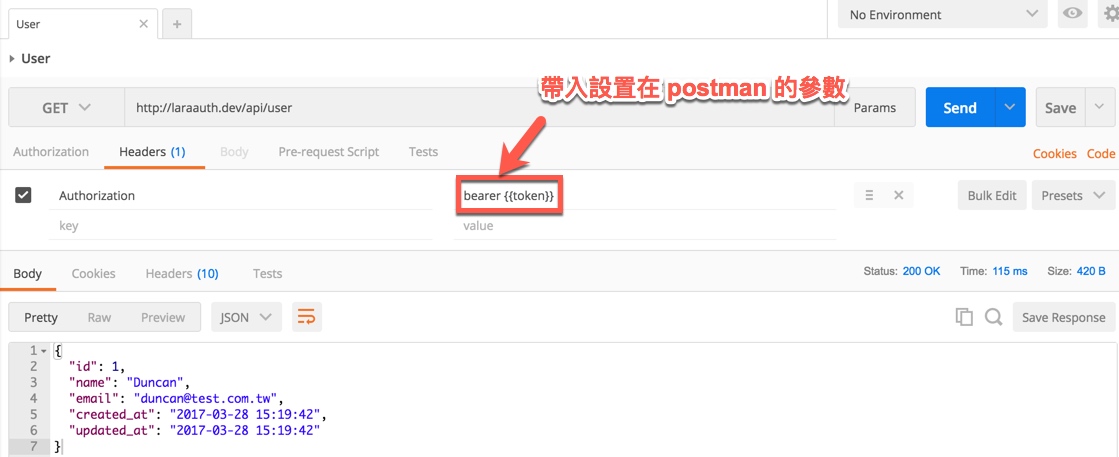 User
No Environment
User
帶入設置在 postman 的參數
GET http://laraauth.dev/api/user Params Send Save
Authorization Headers (1) Body Pre-request Script Tests Cookies Code
Authorization bearer {{token}} Bulk Edit Presets
key value
Body Cookies Headers (10) Tests Status: 200 OK Time: 115 ms Size: 420 B
Pretty Raw Preview JSON Save Response
1 {
2 "id": 1,
3 "name": "Duncan",
4 "email": "duncan@test.com.tw",
5 "created_at": "2017-03-28 15:19:42",
6 "updated_at": "2017-03-28 15:19:42"
7 }